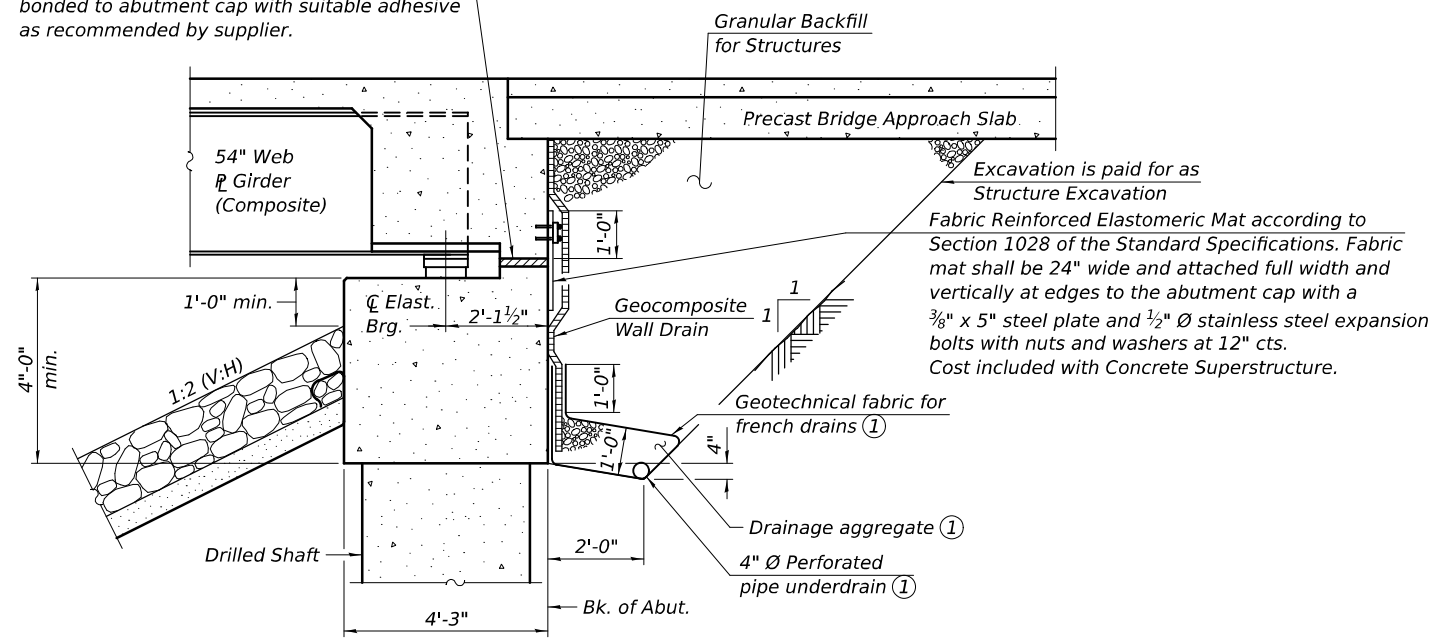 bonded to abutment cap with suitable adhesive
as recommended by supplier.
Granular Backfill
for Structures
Precast Bridge Approach Slab
54" Web
℄ Girder
(Composite)
Excavation is paid for as
Structure Excavation
Fabric Reinforced Elastomeric Mat according to
Section 1028 of the Standard Specifications. Fabric
mat shall be 24" wide and attached full width and
vertically at edges to the abutment cap with a
⅜" x 5" steel plate and ½" Ø stainless steel expansion
bolts with nuts and washers at 12" cts.
Cost included with Concrete Superstructure.
1'-0"
1'-0" min.
℄ Elast.
Brg.
2'-1½"
Geocomposite
Wall Drain
1
1
4'-0"
min.
1:2 (V:H)
1'-0"
1'-0"
4"
Geotechnical fabric for
french drains ①
Drainage aggregate ①
4" Ø Perforated
pipe underdrain ①
Drilled Shaft
2'-0"
Bk. of Abut.
4'-3"